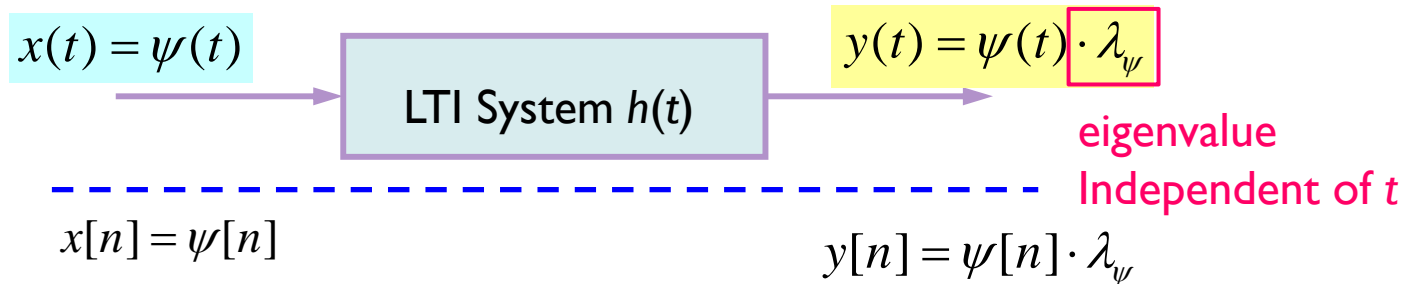 x(t) = ψ(t)
LTI System h(t)
y(t) = ψ(t) · λ_ψ
eigenvalue
Independent of t
x[n] = ψ[n]
y[n] = ψ[n] · λ_ψ